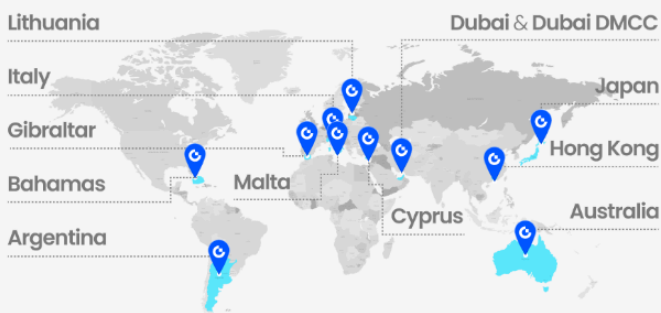 Lithuania
Dubai & Dubai DMCC
Italy
Japan
Gibraltar
Hong Kong
Bahamas
Malta
Cyprus
Australia
Argentina